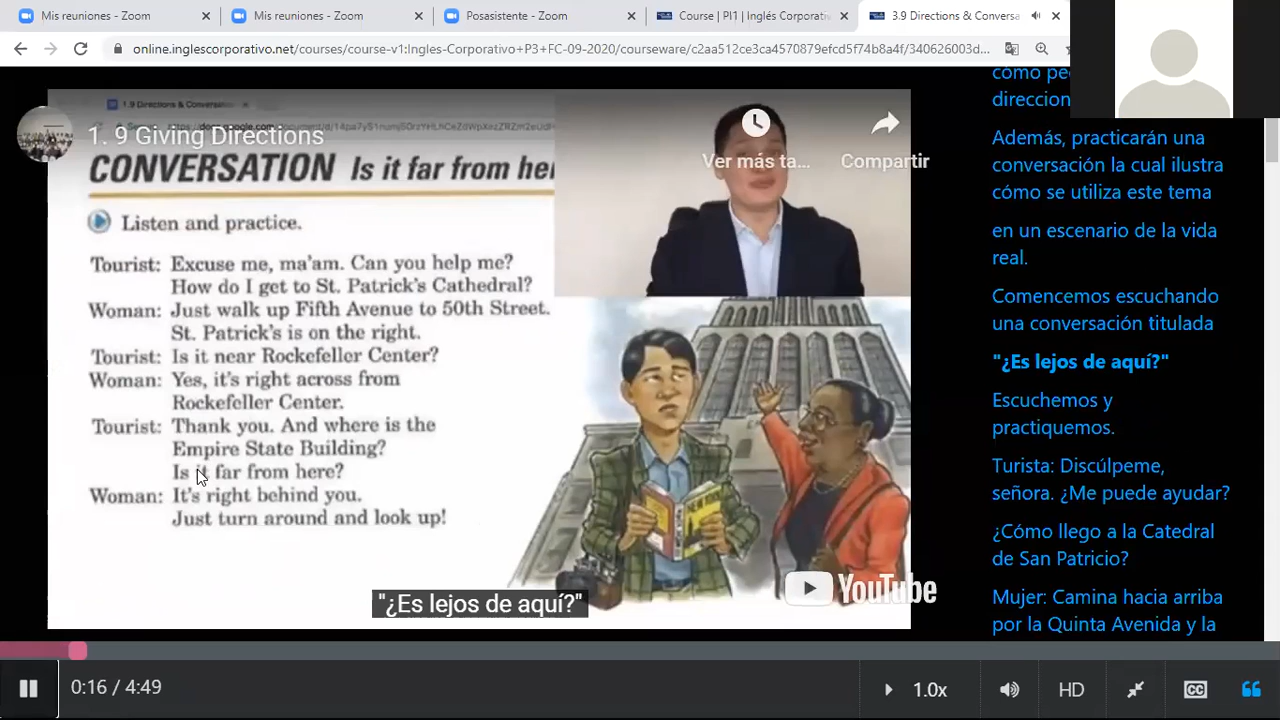 Mis reuniones - Zoom
Mis reuniones - Zoom
Posasistente - Zoom
Course | PI1 | Inglés Corporativ
3.9 Directions & Conversa
online.inglescorporativo.net/courses/course-v1:Ingles-Corporativo+P3+FC-09-2020/courseware/c2aa512ce3ca4570879efcd5f74b8a4f/340626003d...
1. 9 Giving Directions
Ver más ta...
Compartir
CONVERSATION Is it far from her
Listen and practice.
Tourist: Excuse me, ma'am. Can you help me?
How do I get to St. Patrick's Cathedral?
Woman: Just walk up Fifth Avenue to 50th Street.
St. Patrick's is on the right.
Tourist: Is it near Rockefeller Center?
Woman: Yes, it's right across from
Rockefeller Center.
Tourist: Thank you. And where is the
Empire State Building?
Is it far from here?
Woman: It's right behind you.
Just turn around and look up!
"¿Es lejos de aquí?"
YouTube
direccion
Además, practicarán una
conversación la cual ilustra
cómo se utiliza este tema
en un escenario de la vida
real.
Comencemos escuchando
una conversación titulada
"¿Es lejos de aquí?"
Escuchemos y
practiquemos.
Turista: Discúlpeme,
señora. ¿Me puede ayudar?
¿Cómo llego a la Catedral
de San Patricio?
Mujer: Camina hacia arriba
por la Quinta Avenida y la
0:16 / 4:49
1.0x
HD
CC